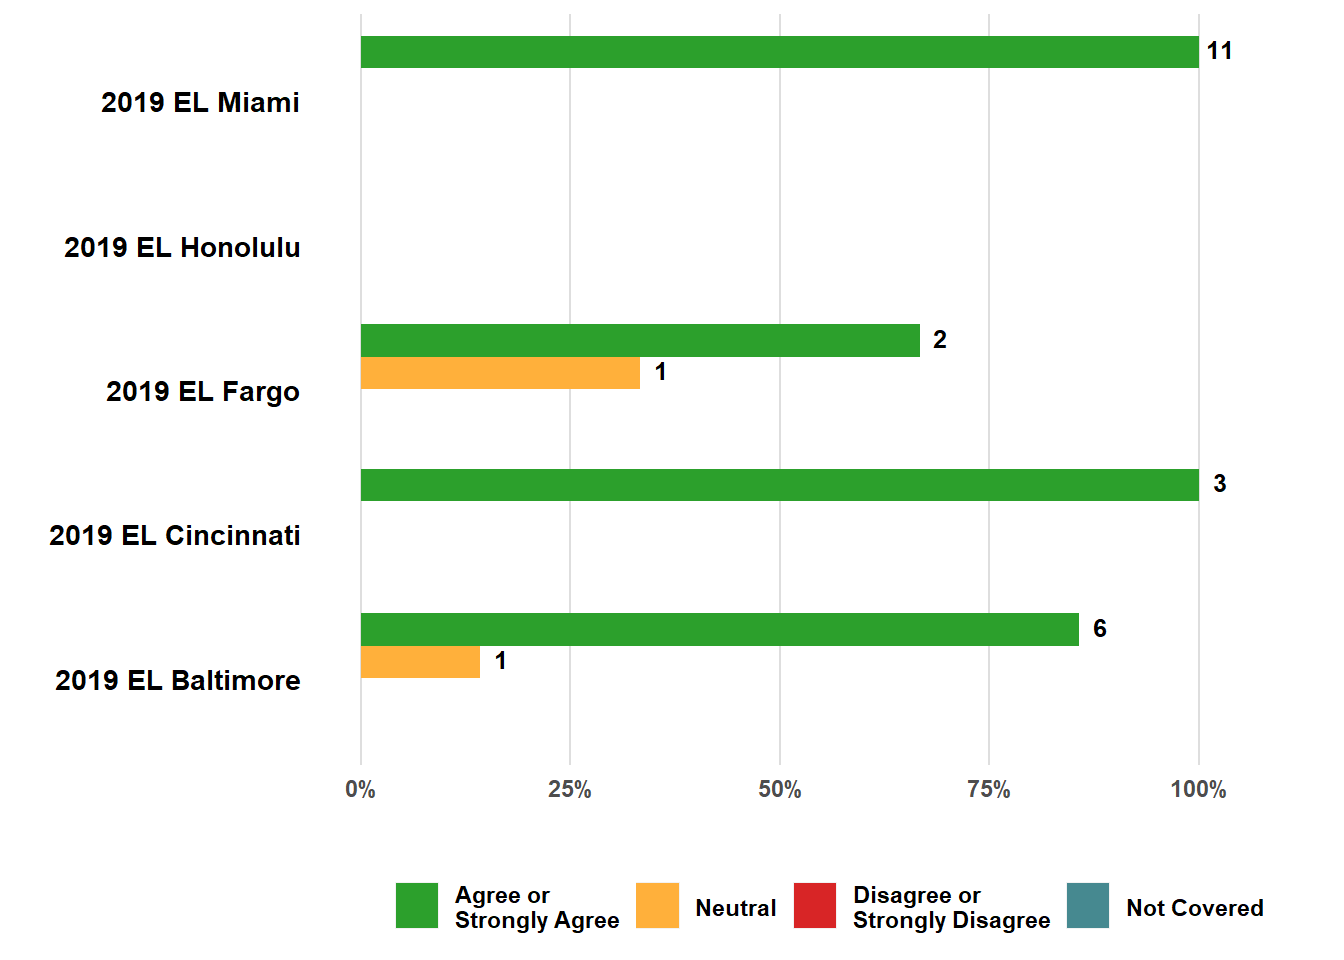 11
2019 EL Miami
2019 EL Honolulu
2
1
2019 EL Fargo
3
2019 EL Cincinnati
6
1
2019 EL Baltimore
0%
25%
50%
75%
100%
Agree or
Strongly Agree
Neutral
Disagree or
Strongly Disagree
Not Covered